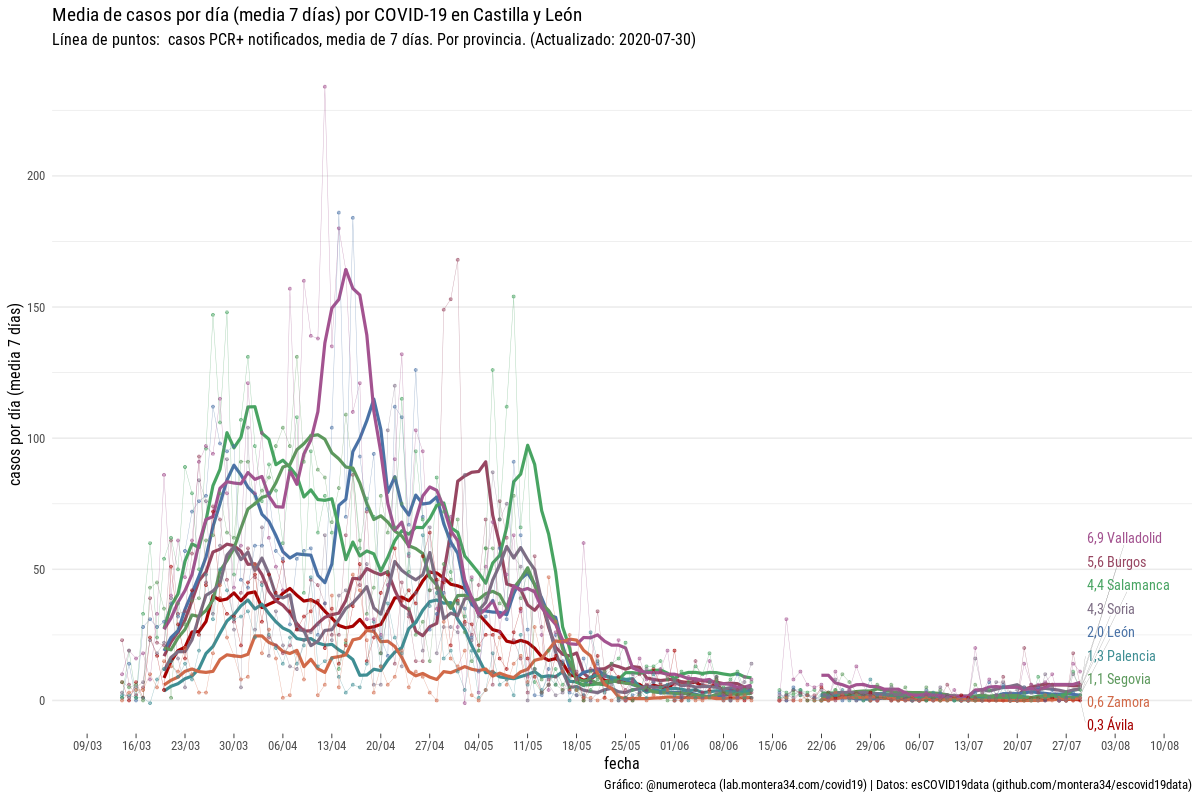 Media de casos por día (media 7 días) por COVID-19 en Castilla y León
Línea de puntos:  casos PCR+ notificados, media de 7 días. Por provincia. (Actualizado: 2020-07-30)
casos por día (media 7 días)
200
150
100
50
0
6,9 Valladolid
5,6 Burgos
4,4 Salamanca
4,3 Soria
2,0 León
1,3 Palencia
1,1 Segovia
0,6 Zamora
0,3 Ávila
09/03 16/03 23/03 30/03 06/04 13/04 20/04 27/04 04/05 11/05 18/05 25/05 01/06 08/06 15/06 22/06 29/06 06/07 13/07 20/07 27/07 03/08 10/08
fecha
Gráfico: @numeroteca (lab.montera34.com/covid19) | Datos: esCOVID19data (github.com/montera34/escovid19data)